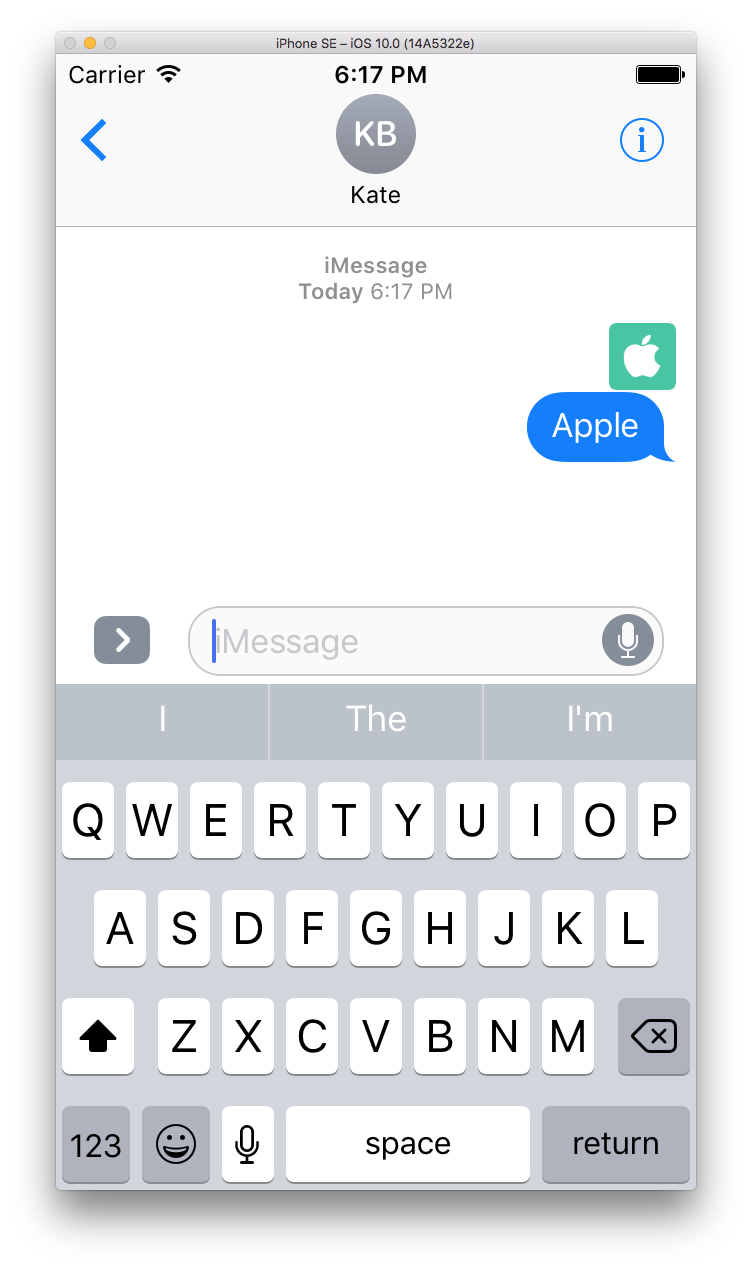 iPhone SE – iOS 10.0 (14A5322e)
Carrier 6:17 PM
KB
i
Kate
iMessage
Today 6:17 PM
Apple
iMessage
I The I'm
Q W E R T Y U I O P
A S D F G H J K L
Z X C V B N M
123 space return